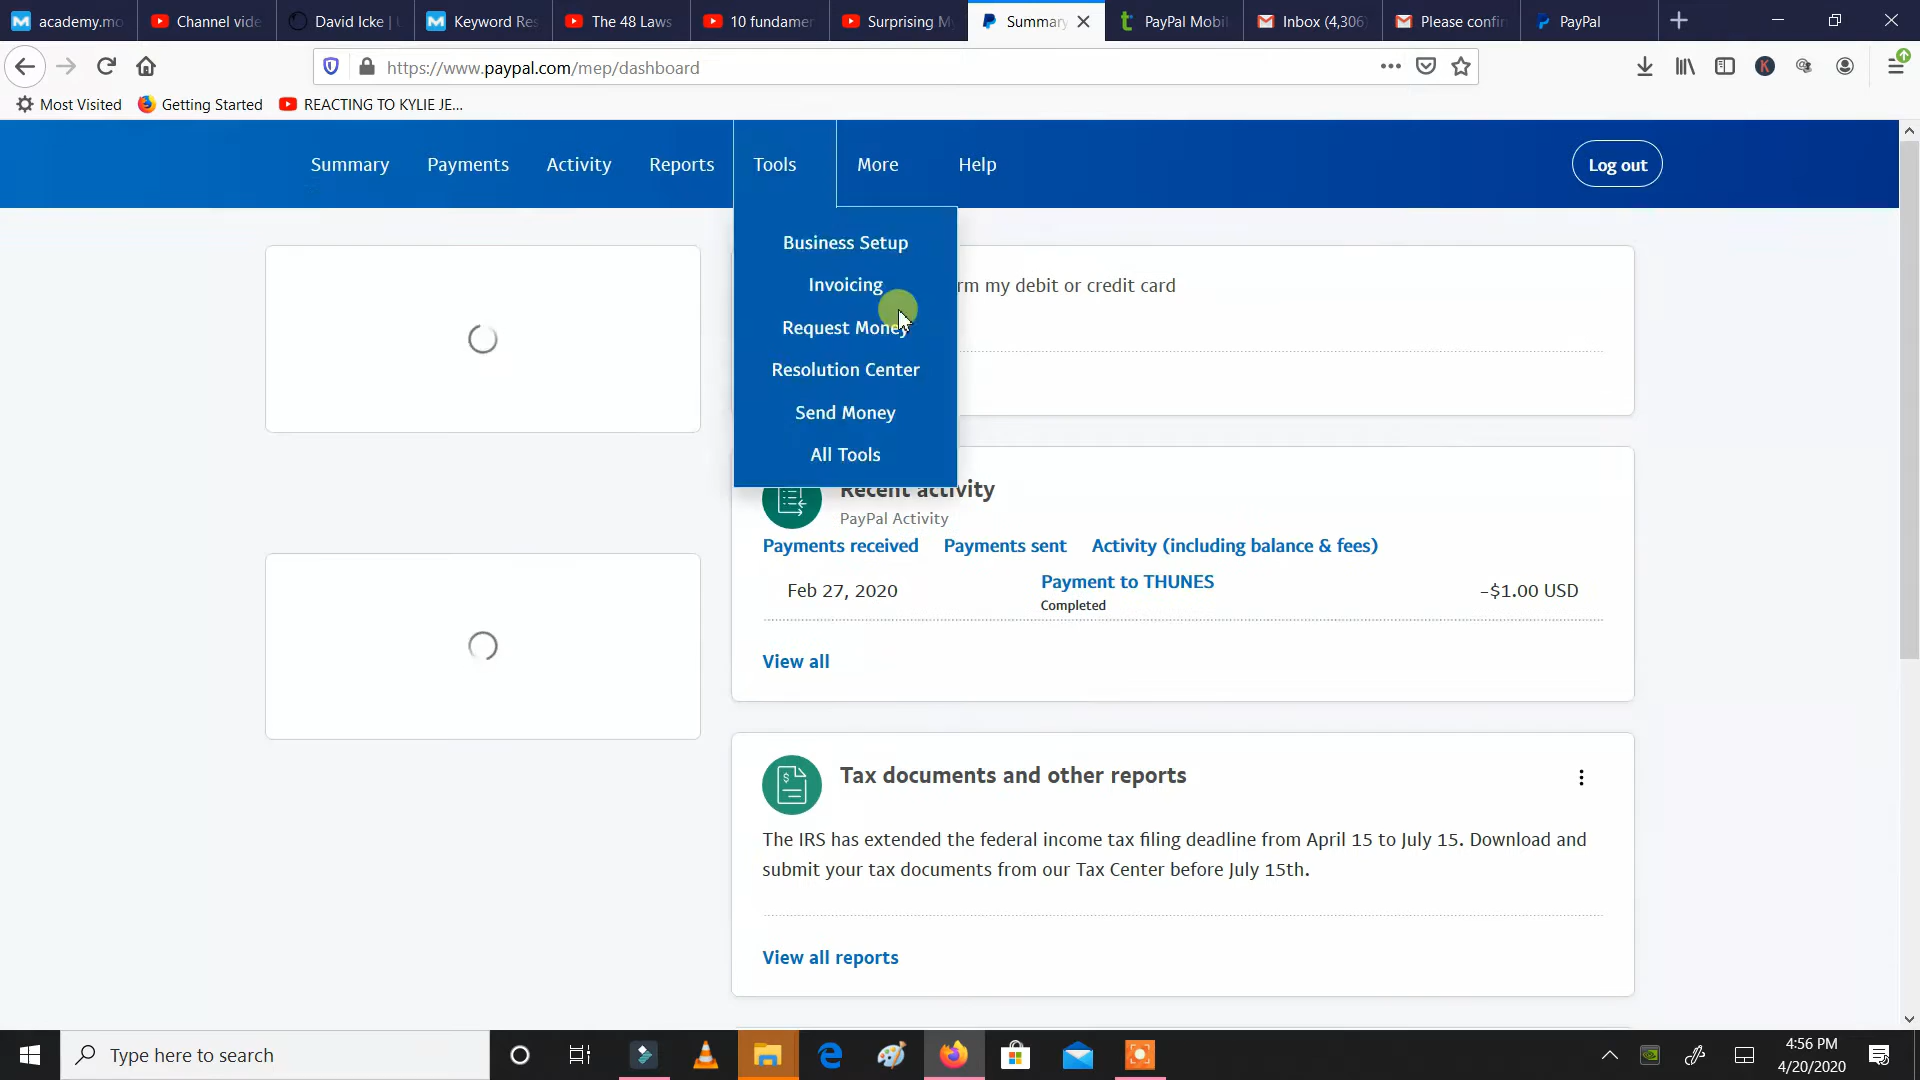 academy.mo
Channel vide
David Icke |
Keyword Res
The 48 Laws
10 fundamen
Surprising M
Summary
PayPal Mobil
Inbox (4,306
Please confir
PayPal
https://www.paypal.com/mep/dashboard
Most Visited
Getting Started
REACTING TO KYLIE JE...
Summary
Payments
Activity
Reports
Tools
More
Help
Log out
Business Setup
Invoicing
Request Money
Resolution Center
Send Money
All Tools
rm my debit or credit card
Recent activity
PayPal Activity
Payments received
Payments sent
Activity (including balance & fees)
Feb 27, 2020
Payment to THUNES
Completed
-$1.00 USD
View all
Tax documents and other reports
The IRS has extended the federal income tax filing deadline from April 15 to July 15. Download and
submit your tax documents from our Tax Center before July 15th.
View all reports
Type here to search
4:56 PM
4/20/2020